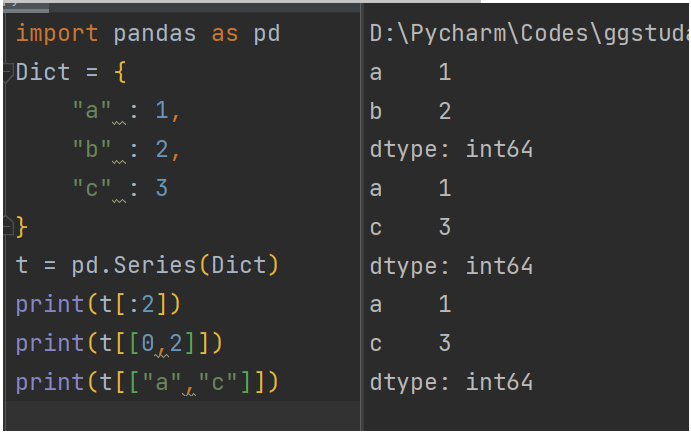 import pandas as pd
Dict = {
    "a" : 1,
    "b" : 2,
    "c" : 3
}
t = pd.Series(Dict)
print(t[:2])
print(t[[0,2]])
print(t[["a","c"]])
D:\Pycharm\Codes\ggstuda
a    1
b    2
dtype: int64
a    1
c    3
dtype: int64
a    1
c    3
dtype: int64